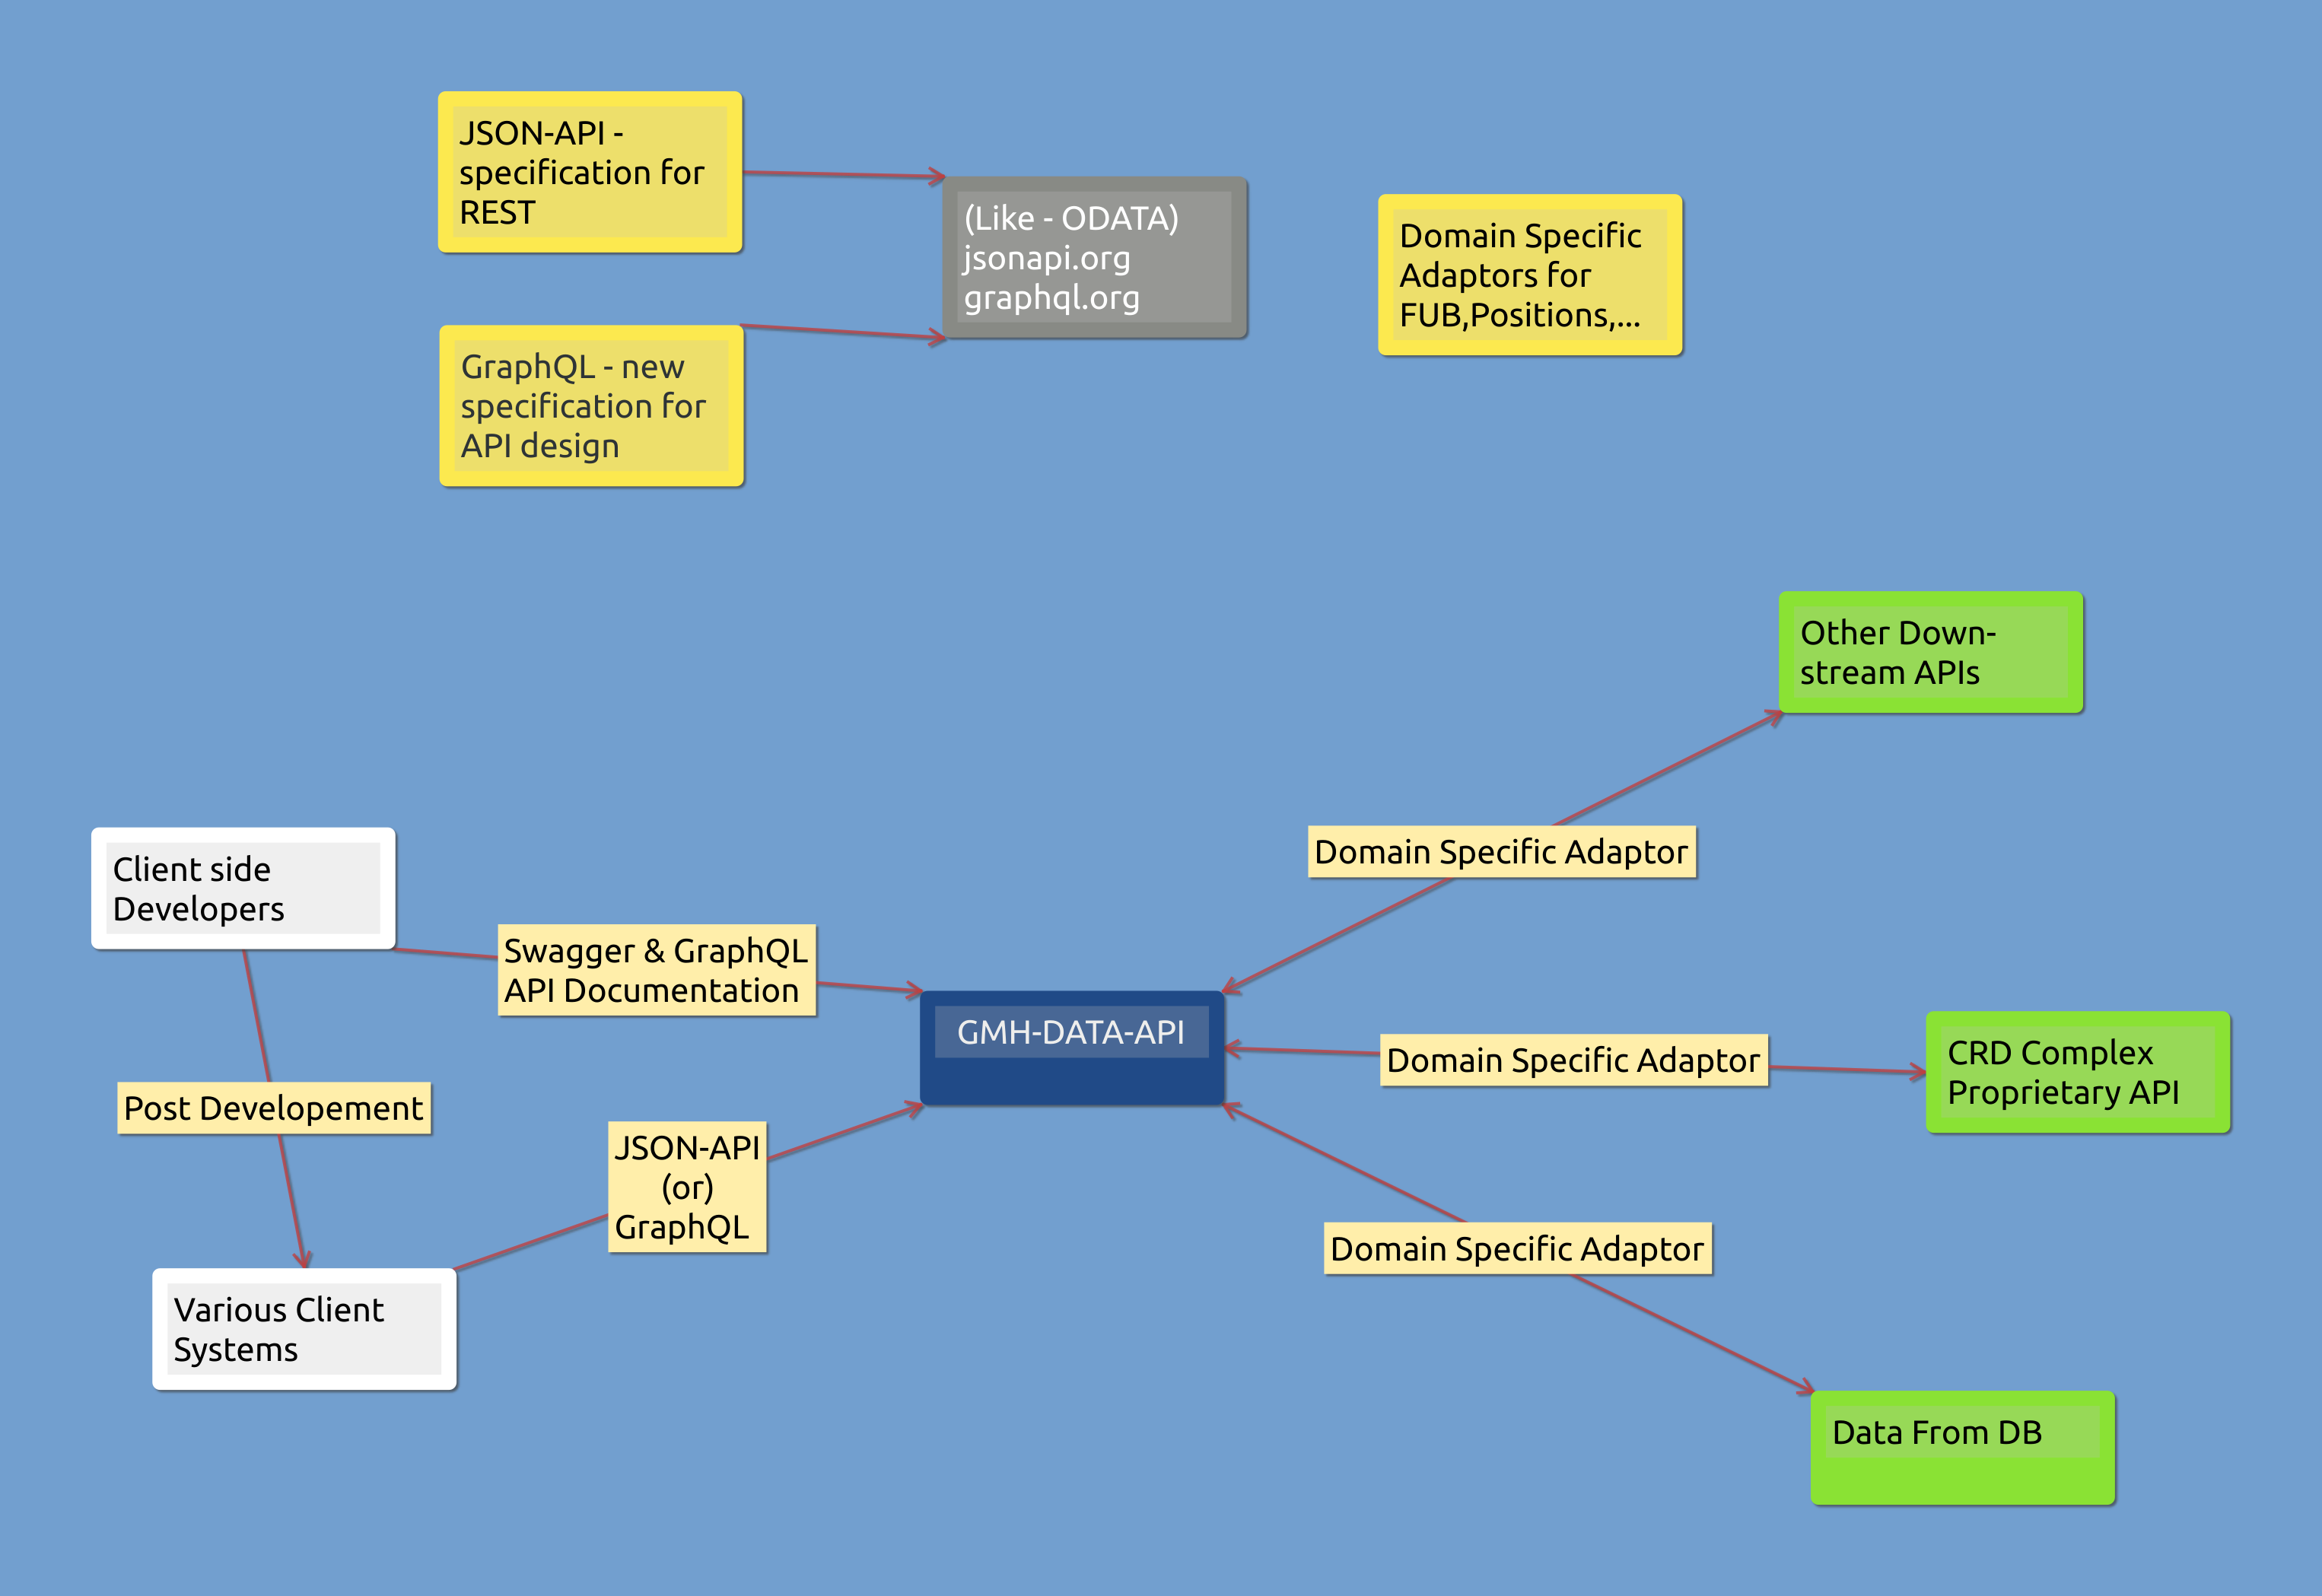 JSON-API -
specification for
REST
(Like - ODATA)
jsonapi.org
graphql.org
Domain Specific
Adaptors for
FUB,Positions,...
GraphQL - new
specification for
API design
Other Down-
stream APIs
Domain Specific Adaptor
Client side
Developers
Swagger & GraphQL
API Documentation
GMH-DATA-API
Domain Specific Adaptor
CRD Complex
Proprietary API
Post Developement
JSON-API
(or)
GraphQL
Domain Specific Adaptor
Various Client
Systems
Data From DB